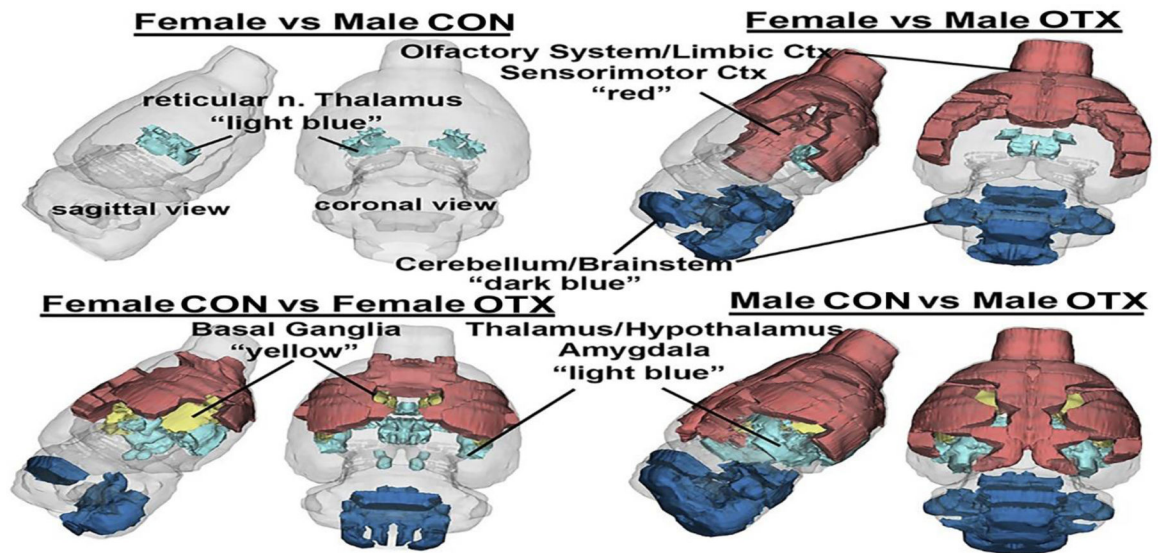 Female vs Male CON
Female vs Male OTX
Olfactory System/Limbic Ctx
Sensorimotor Ctx
“red”
reticular n. Thalamus
“light blue”
sagittal view
coronal view
Cerebellum/Brainstem
“dark blue”
Female CON vs Female OTX
Male CON vs Male OTX
Basal Ganglia
“yellow”
Thalamus/Hypothalamus
Amygdala
“light blue”